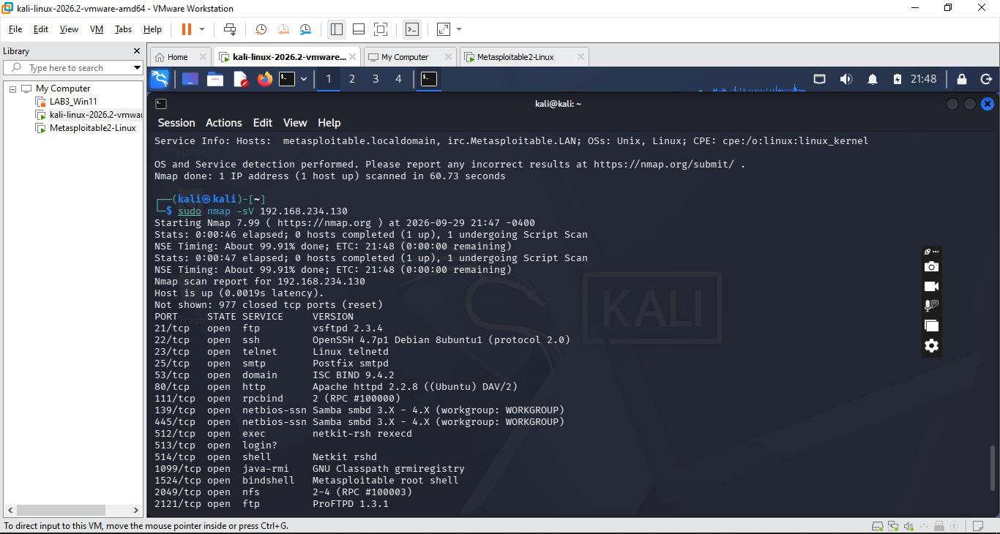 kali-linux-2026.2-vmware-amd64 - VMware Workstation
File Edit View VM Tabs Help
Library
Type here to search
My Computer
LAB3_Win11
kali-linux-2026.2-vmwar
Metasploitable2-Linux
Home kali-linux-2026.2-vmware... My Computer Metasploitable2-Linux
1 2 3 4 21:48
kali@kali: ~
Session Actions Edit View Help
Service Info: Hosts:  metasploitable.localdomain, irc.Metasploitable.LAN; OSs: Unix, Linux; CPE: cpe:/o:linux:linux_kernel
OS and Service detection performed. Please report any incorrect results at https://nmap.org/submit/ .
Nmap done: 1 IP address (1 host up) scanned in 60.73 seconds
┌──(kali㉿kali)-[~]
└─$ sudo nmap -sV 192.168.234.130
Starting Nmap 7.99 ( https://nmap.org ) at 2026-09-29 21:47 -0400
Stats: 0:00:46 elapsed; 0 hosts completed (1 up), 1 undergoing Script Scan
NSE Timing: About 99.91% done; ETC: 21:48 (0:00:00 remaining)
Stats: 0:00:47 elapsed; 0 hosts completed (1 up), 1 undergoing Script Scan
NSE Timing: About 99.91% done; ETC: 21:48 (0:00:00 remaining)
Nmap scan report for 192.168.234.130
Host is up (0.0019s latency).
Not shown: 977 closed tcp ports (reset)
PORT     STATE SERVICE     VERSION
21/tcp   open  ftp         vsftpd 2.3.4
22/tcp   open  ssh         OpenSSH 4.7p1 Debian 8ubuntu1 (protocol 2.0)
23/tcp   open  telnet      Linux telnetd
25/tcp   open  smtp        Postfix smtpd
53/tcp   open  domain      ISC BIND 9.4.2
80/tcp   open  http        Apache httpd 2.2.8 ((Ubuntu) DAV/2)
111/tcp  open  rpcbind     2 (RPC #100000)
139/tcp  open  netbios-ssn Samba smbd 3.X - 4.X (workgroup: WORKGROUP)
445/tcp  open  netbios-ssn Samba smbd 3.X - 4.X (workgroup: WORKGROUP)
512/tcp  open  exec        netkit-rsh rexecd
513/tcp  open  login?
514/tcp  open  shell       Netkit rshd
1099/tcp open  java-rmi    GNU Classpath grmiregistry
1524/tcp open  bindshell   Metasploitable root shell
2049/tcp open  nfs         2-4 (RPC #100003)
2121/tcp open  ftp         ProFTPD 1.3.1
Trash
KALI
To direct input to this VM, move the mouse pointer inside or press Ctrl+G.